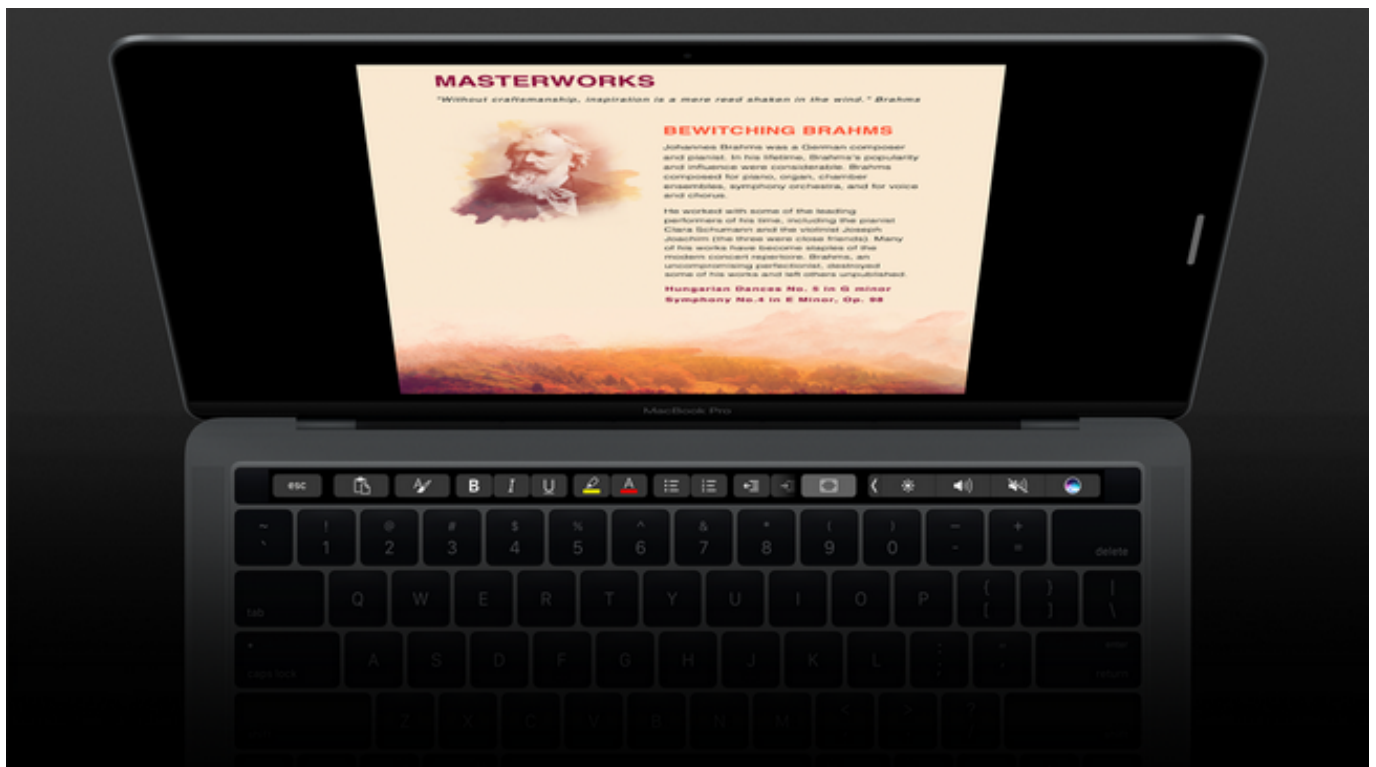 MASTERWORKS
"Without craftsmanship, inspiration is a mere reed shaken in the wind." Brahms
BEWITCHING BRAHMS
Johannes Brahms was a German composer
and pianist. In his lifetime, Brahms's popularity
and influence were considerable. Brahms
composed for piano, organ, chamber
ensembles, symphony orchestra, and for voice
and chorus.
He worked with some of the leading
performers of his time, including the pianist
Clara Schumann and the violinist Joseph
Joachim (the three were close friends). Many
of his works have become staples of the
modern concert repertoire. Brahms, an
uncompromising perfectionist, destroyed
some of his works and left others unpublished.
Hungarian Dances No. 5 in G minor
Symphony No.4 in E Minor, Op. 98
MacBook Pro
esc B I U A
~ ! @ # $ % ^ & * ( ) — +
` 1 2 3 4 5 6 7 8 9 0 - = delete
tab Q W E R T Y U I O P { [ } ] | \
caps lock A S D F G H J K L : ; return
Z X C V B N M < > ?